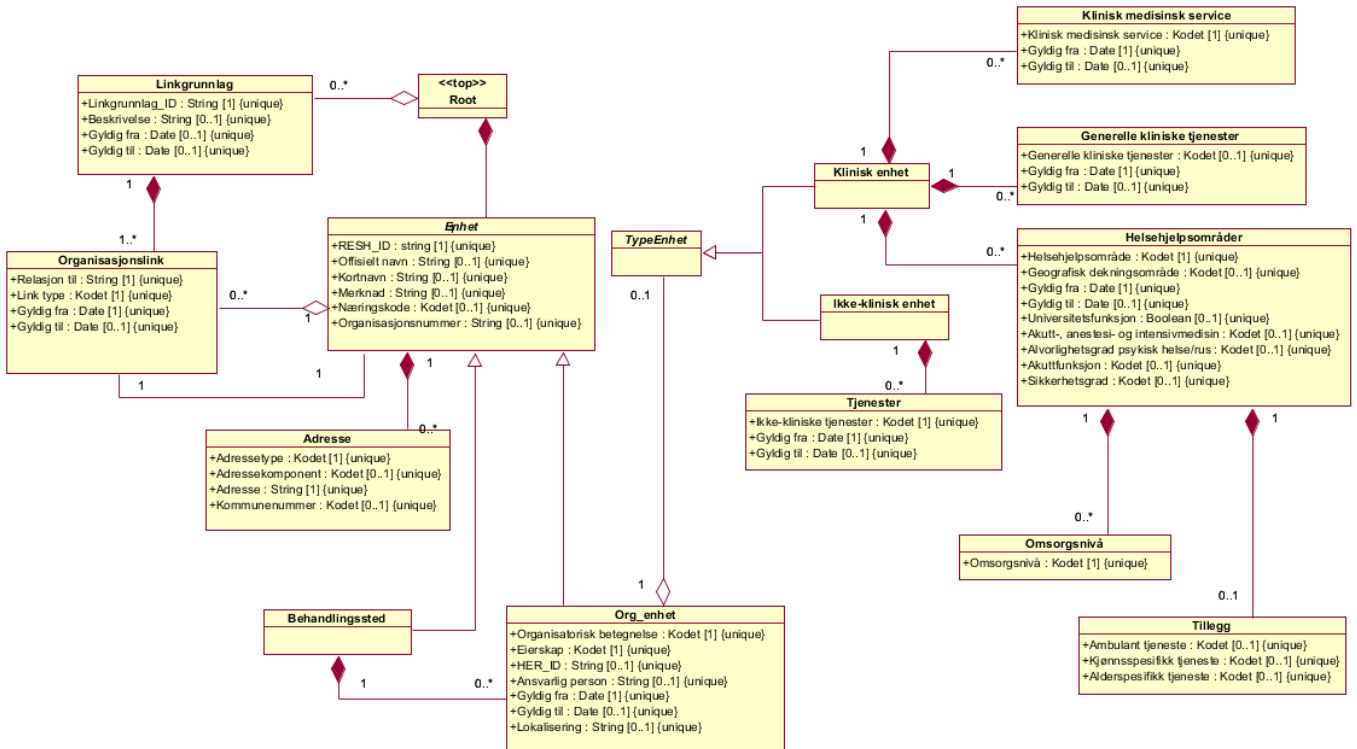 Klinisk medisinsk service
+Klinisk medisinsk service : Kodet [1] {unique}
+Gyldig fra : Date [1] {unique}
+Gyldig til : Date [0..1] {unique}
0..*
Linkgrunnlag
+Linkgrunnlag_ID : String [1] {unique}
+Beskrivelse : String [0..1] {unique}
+Gyldig fra : Date [0..1] {unique}
+Gyldig til : Date [0..1] {unique}
0..*
<<top>>
Root
1
1..*
Generelle kliniske tjenester
+Generelle kliniske tjenester : Kodet [0..1] {unique}
+Gyldig fra : Date [1] {unique}
+Gyldig til : Date [0..1] {unique}
1
Klinisk enhet
1
0..*
1
0..*
Enhet
+RESH_ID : string [1] {unique}
+Offisielt navn : String [0..1] {unique}
+Kortnavn : String [0..1] {unique}
+Merknad : String [0..1] {unique}
+Næringskode : Kodet [0..1] {unique}
+Organisasjonsnummer : String [0..1] {unique}
TypeEnhet
0..1
Organisasjonslink
+Relasjon til : String [1] {unique}
+Link type : Kodet [1] {unique}
+Gyldig fra : Date [1] {unique}
+Gyldig til : Date [0..1] {unique}
0..*
1
1
1
1
0..*
Helsehjelpsområder
+Helsehjelpsområde : Kodet [1] {unique}
+Geografisk dekningsområde : Kodet [0..1] {unique}
+Gyldig fra : Date [1] {unique}
+Gyldig til : Date [0..1] {unique}
+Universitetsfunksjon : Boolean [0..1] {unique}
+Akutt-, anestesi- og intensivmedisin : Kodet [0..1] {unique}
+Alvorlighetsgrad psykisk helse/rus : Kodet [0..1] {unique}
+Akuttfunksjon : Kodet [0..1] {unique}
+Sikkerhetsgrad : Kodet [0..1] {unique}
Ikke-klinisk enhet
1
0..*
Tjenester
+Ikke-kliniske tjenester : Kodet [1] {unique}
+Gyldig fra : Date [1] {unique}
+Gyldig til : Date [0..1] {unique}
1
1
Adresse
+Adressetype : Kodet [1] {unique}
+Adressekomponent : Kodet [0..1] {unique}
+Adresse : String [1] {unique}
+Kommunenummer : Kodet [0..1] {unique}
0..*
Omsorgsnivå
+Omsorgsnivå : Kodet [1] {unique}
0..1
Tillegg
+Ambulant tjeneste : Kodet [0..1] {unique}
+Kjønnsspesifikk tjeneste : Kodet [0..1] {unique}
+Alderspesifikk tjeneste : Kodet [0..1] {unique}
Behandlingssted
1
0..*
1
Org_enhet
+Organisatorisk betegnelse : Kodet [1] {unique}
+Eierskap : Kodet [1] {unique}
+HER_ID : String [0..1] {unique}
+Ansvarlig person : String [0..1] {unique}
+Gyldig fra : Date [1] {unique}
+Gyldig til : Date [0..1] {unique}
+Lokalisering : String [0..1] {unique}